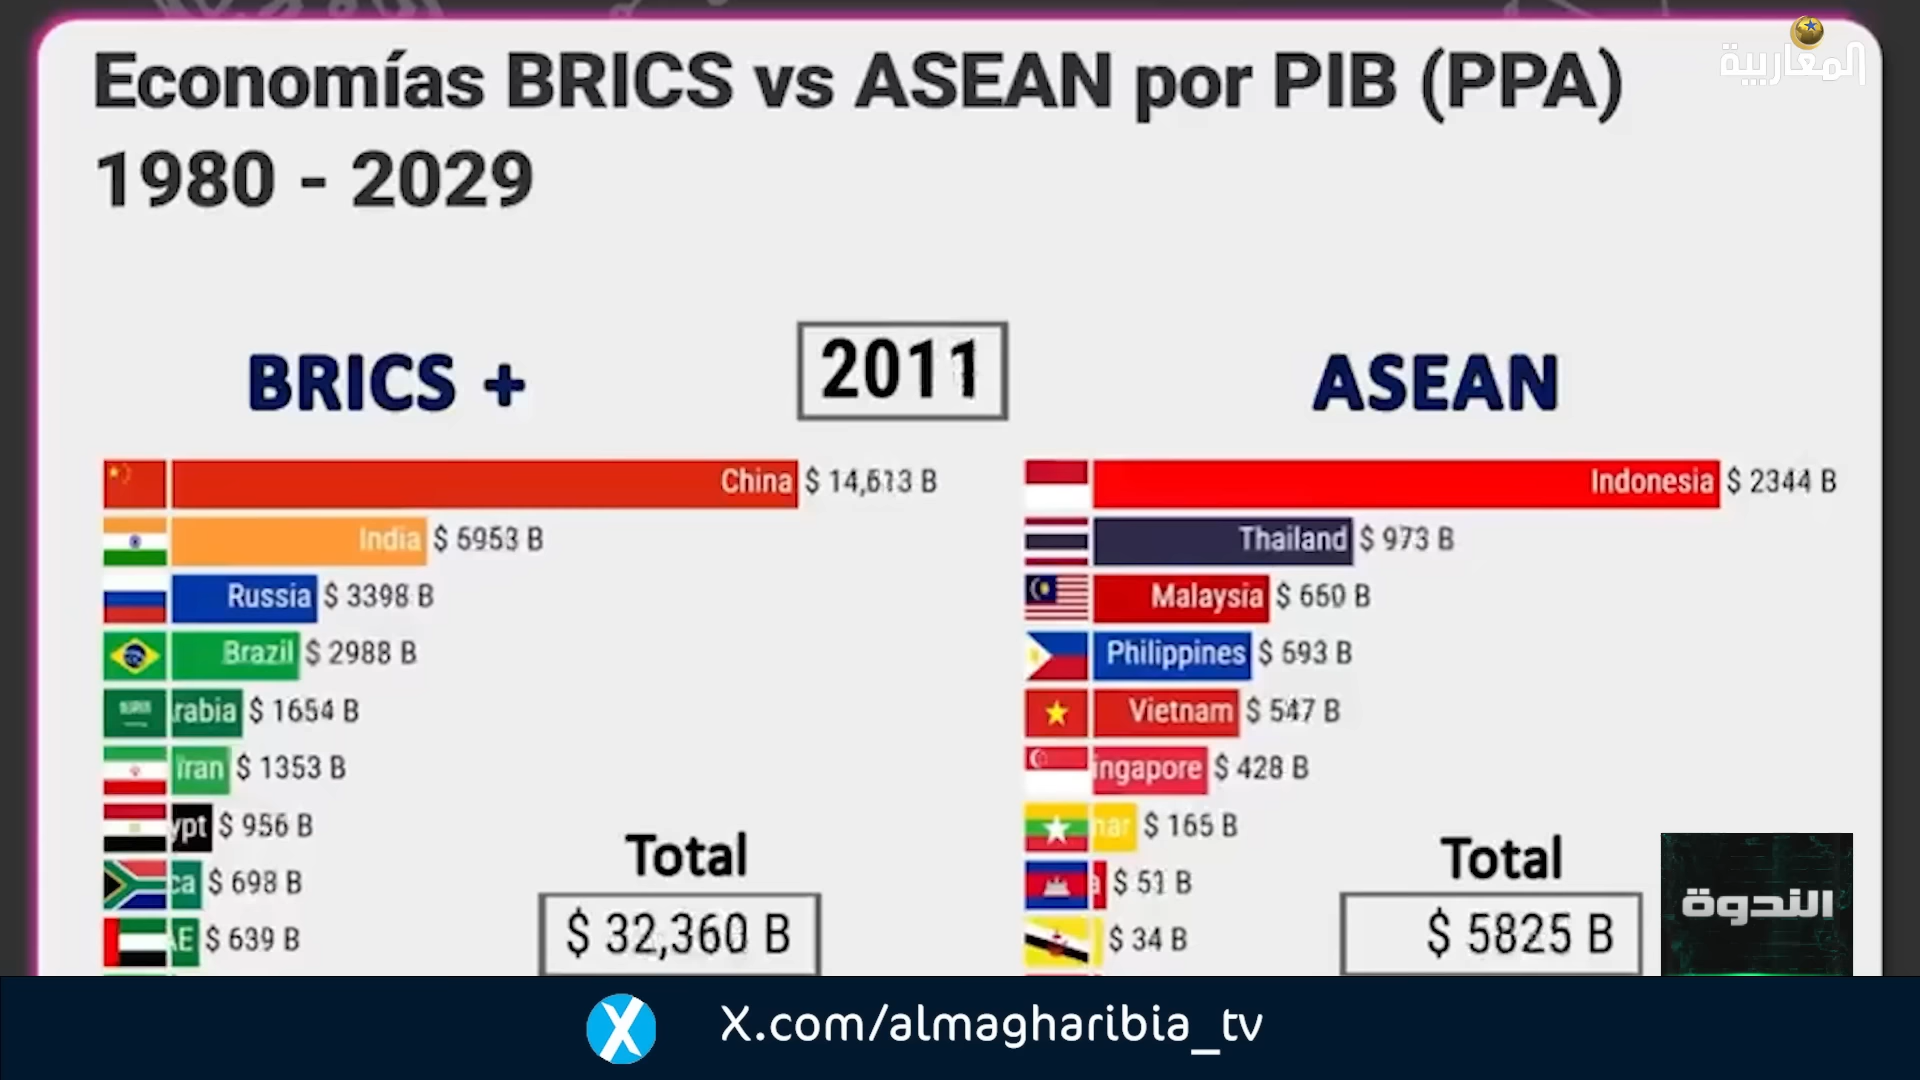 المغاربية
Economías BRICS vs ASEAN por PIB (PPA)
1980 - 2029
2011
BRICS +
China $ 14,613 B
India $ 5953 B
Russia $ 3398 B
Brazil $ 2988 B
rabia $ 1654 B
Iran $ 1353 B
ypt $ 956 B
ca $ 698 B
AE $ 639 B
Total
$ 32,360 B
ASEAN
Indonesia $ 2344 B
Thailand $ 973 B
Malaysia $ 650 B
Philippines $ 593 B
Vietnam $ 547 B
ingapore $ 428 B
nar $ 165 B
a $ 51 B
$ 34 B
Total
$ 5825 B
الندوة
X.com/almagharibia_tv